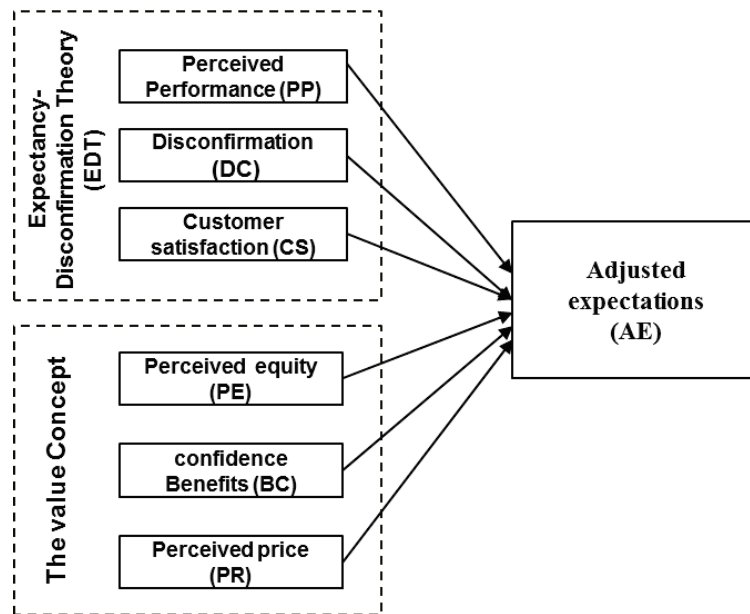 Expectancy-
Disconfirmation Theory
(EDT)
Perceived
Performance (PP)
Disconfirmation
(DC)
Customer
satisfaction (CS)
The value Concept
Perceived equity
(PE)
confidence
Benefits (BC)
Perceived price
(PR)
Adjusted
expectations
(AE)